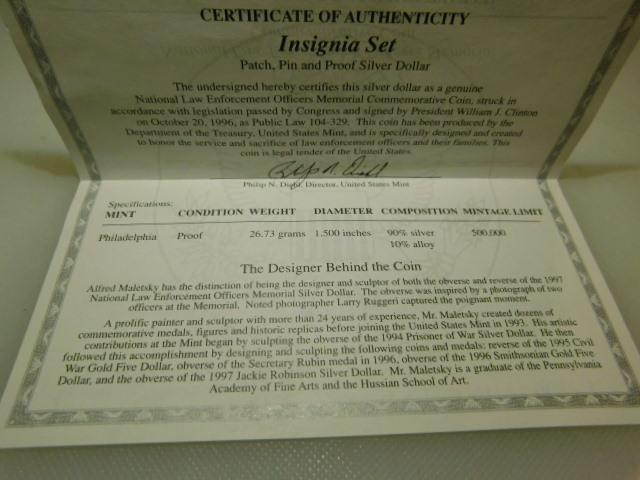 CERTIFICATE OF AUTHENTICITY
Insignia Set
Patch, Pin and Proof Silver Dollar
The undersigned hereby certifies this silver dollar as a genuine
National Law Enforcement Officers Memorial Commemorative Coin, struck in
accordance with legislation passed by Congress and signed by President William J. Clinton
on October 20, 1996, as Public Law 104-329. This coin has been produced by the
Department of the Treasury, United States Mint, and is specifically designed and created
to honor the service and sacrifice of law enforcement officers and their families. This
coin is legal tender of the United States.
Philip N. Diehl, Director, United States Mint
Specifications:
MINT CONDITION WEIGHT DIAMETER COMPOSITION MINTAGE LIMIT
Philadelphia Proof 26.73 grams 1.500 inches 90% silver 500,000
10% alloy
The Designer Behind the Coin
Alfred Maletsky has the distinction of being the designer and sculptor of both the obverse and reverse of the 1997
National Law Enforcement Officers Memorial Silver Dollar. The obverse was inspired by a photograph of two
officers at the Memorial. Noted photographer Larry Ruggeri captured the poignant moment.
A prolific painter and sculptor with more than 24 years of experience, Mr. Maletsky created dozens of
commemorative medals, figures and historic replicas before joining the United States Mint in 1993. His artistic
contributions at the Mint began by sculpting the obverse of the 1994 Prisoner of War Silver Dollar. He then
followed this accomplishment by designing and sculpting the following coins and medals: reverse of the 1995 Civil
War Gold Five Dollar, obverse of the Secretary Rubin medal in 1996, obverse of the 1996 Smithsonian Gold Five
Dollar, and the obverse of the 1997 Jackie Robinson Silver Dollar. Mr. Maletsky is a graduate of the Pennsylvania
Academy of Fine Arts and the Hussian School of Art.